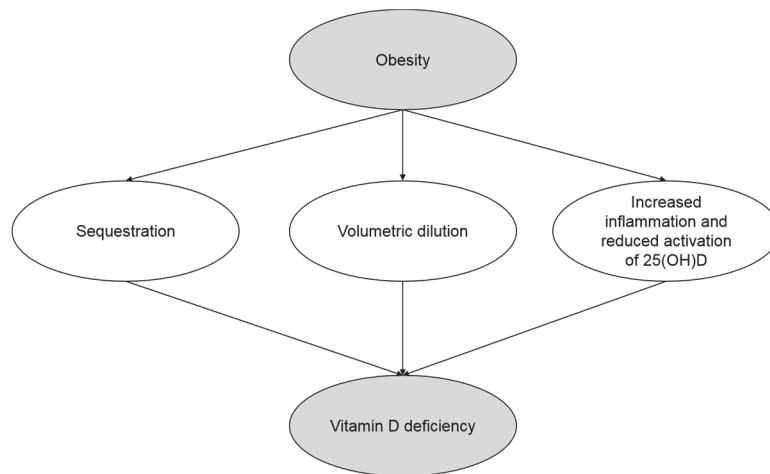 Obesity
Sequestration
Volumetric dilution
Increased
inflammation and
reduced activation
of 25(OH)D
Vitamin D deficiency